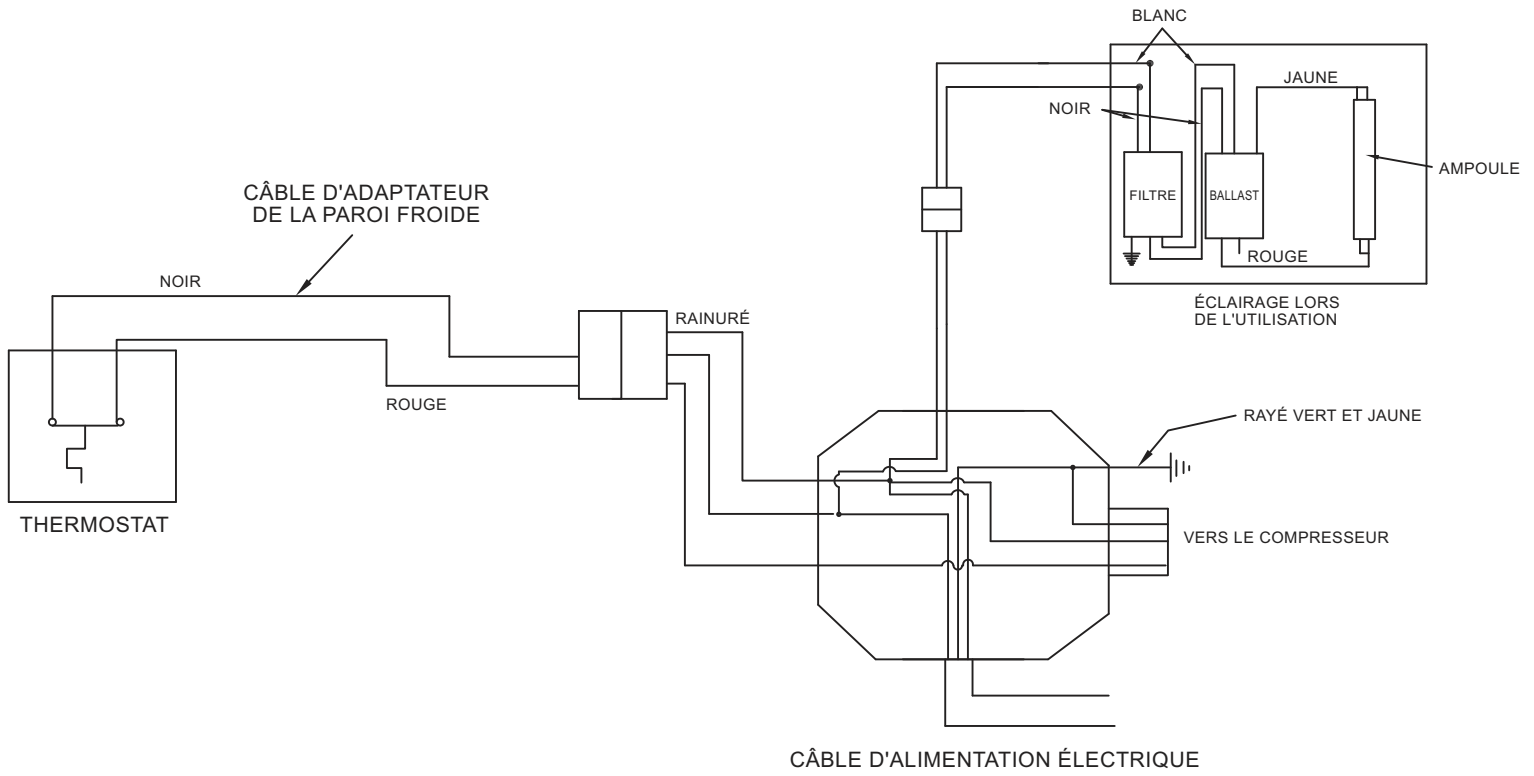 BLANC
JAUNE
NOIR
AMPOULE
CÂBLE D'ADAPTATEUR
DE LA PAROI FROIDE
FILTRE
BALLAST
ROUGE
NOIR
ÉCLAIRAGE LORS
DE L'UTILISATION
RAINURÉ
ROUGE
RAYÉ VERT ET JAUNE
THERMOSTAT
VERS LE COMPRESSEUR
CÂBLE D'ALIMENTATION ÉLECTRIQUE